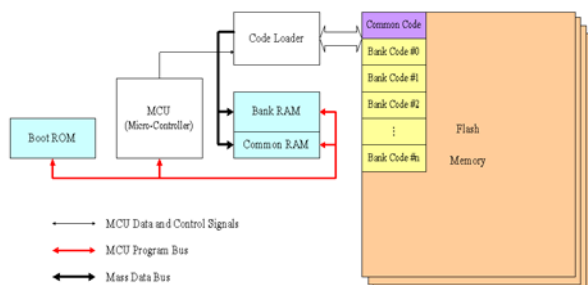 Common Code
Code Loader
Bank Code #0
Bank Code #1
MCU
(Micro-Controller)
Bank RAM
Bank Code #2
⋮
Flash
Boot ROM
Common RAM
Bank Code #n
Memory
MCU Data and Control Signals
MCU Program Bus
Mass Data Bus